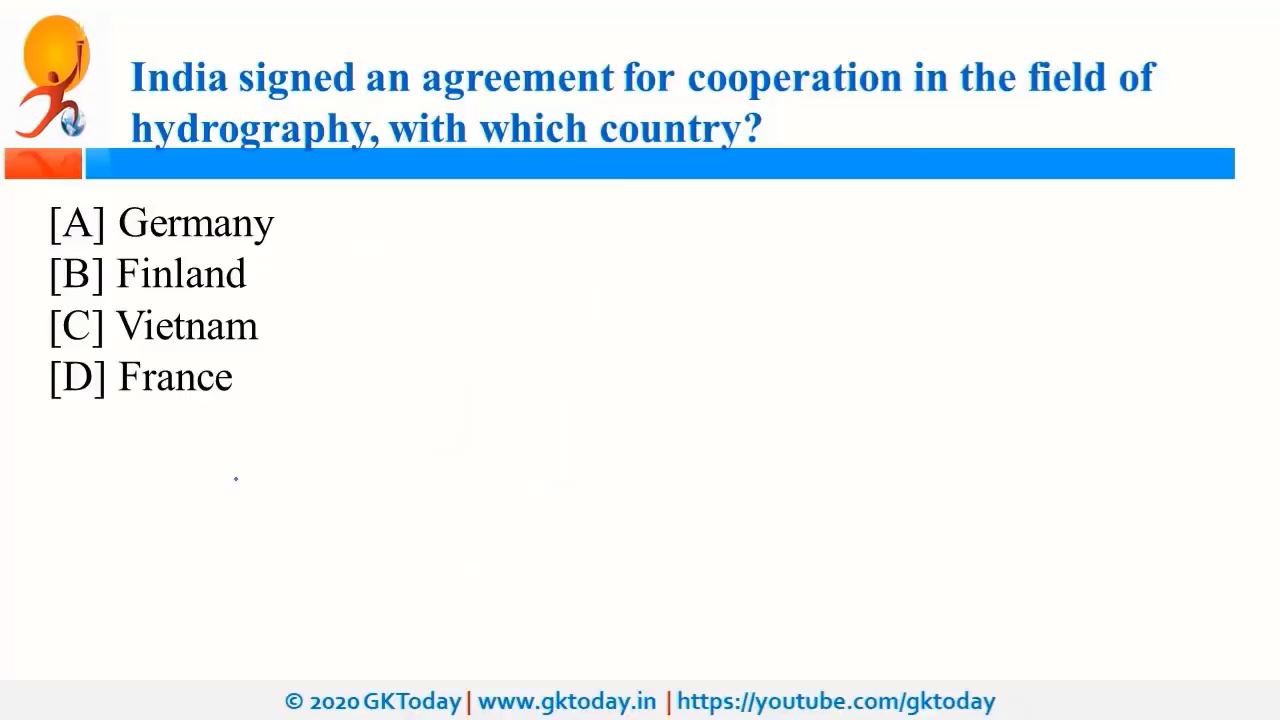 India signed an agreement for cooperation in the field of
hydrography, with which country?
[A] Germany
[B] Finland
[C] Vietnam
[D] France
© 2020 GKToday | www.gktoday.in | https://youtube.com/gktoday